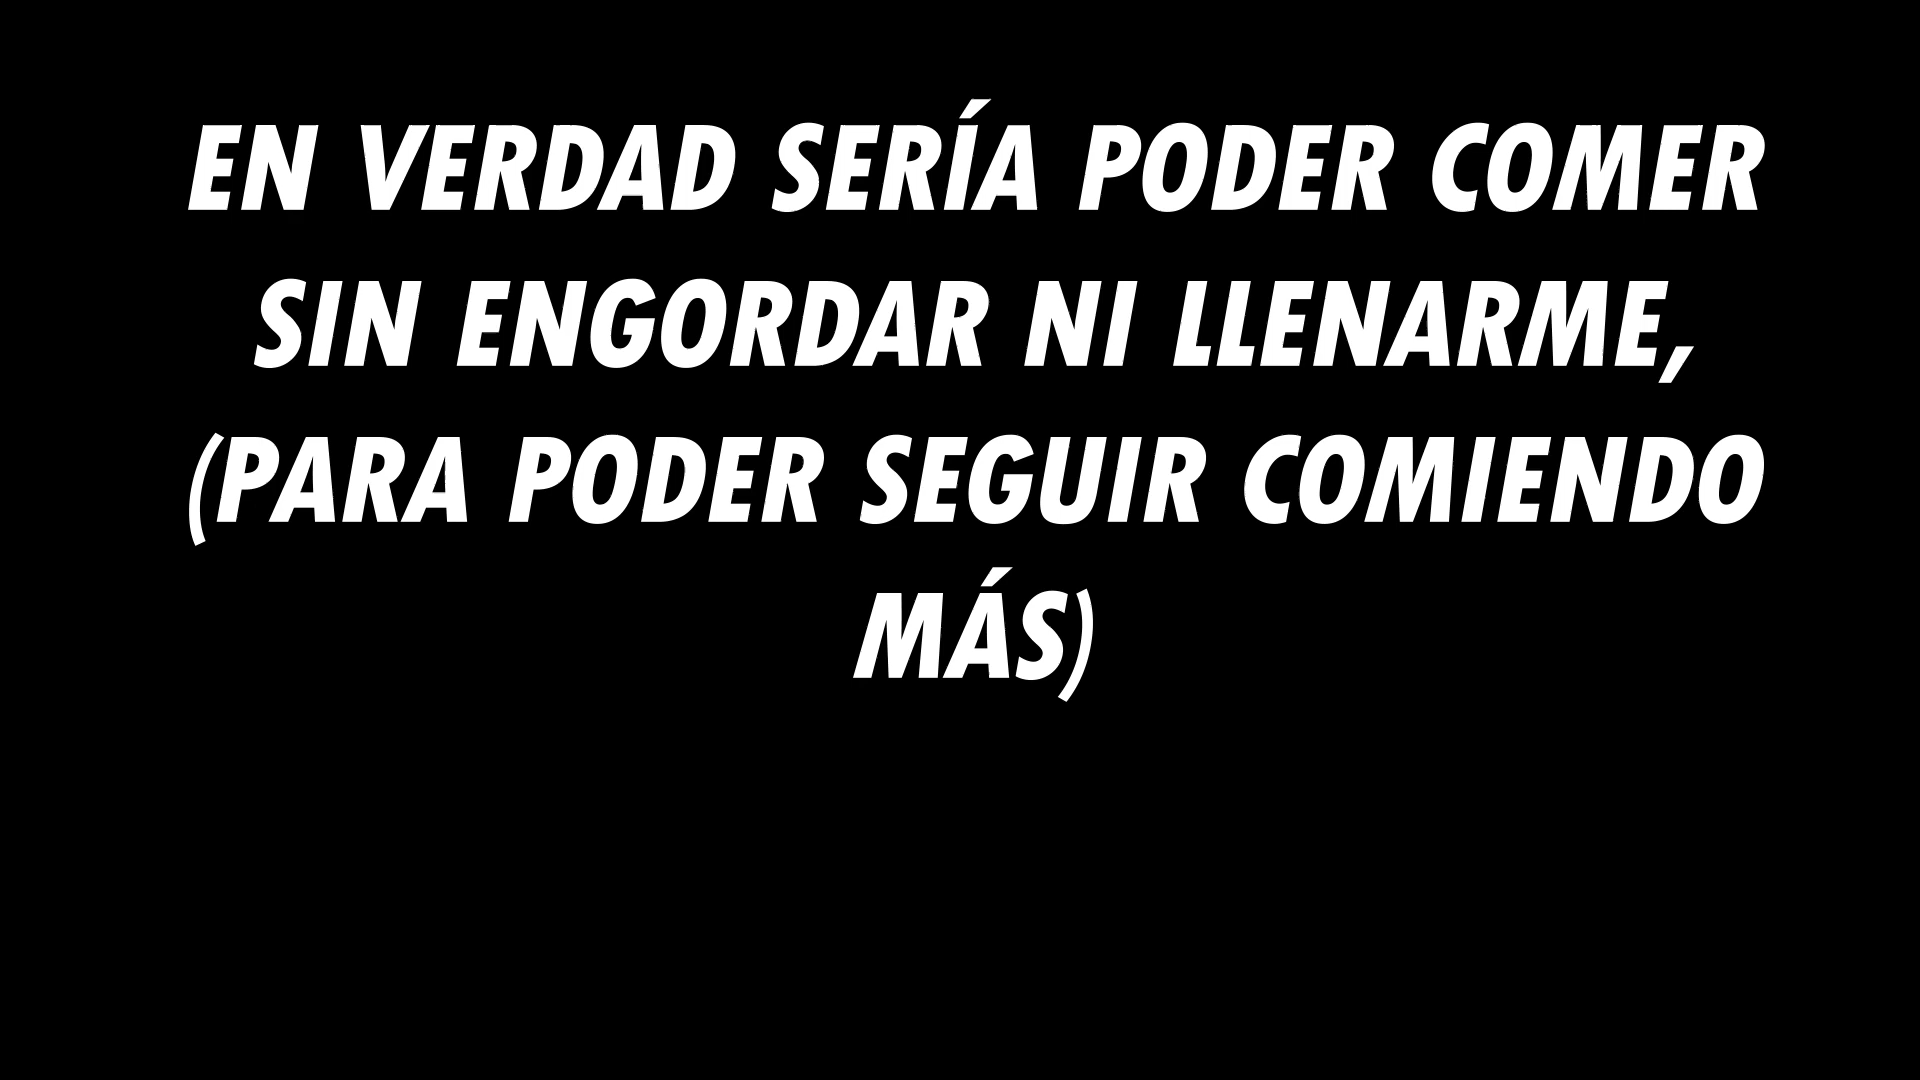 EN VERDAD SERÍA PODER COMER
SIN ENGORDAR NI LLENARME,
(PARA PODER SEGUIR COMIENDO
MÁS)